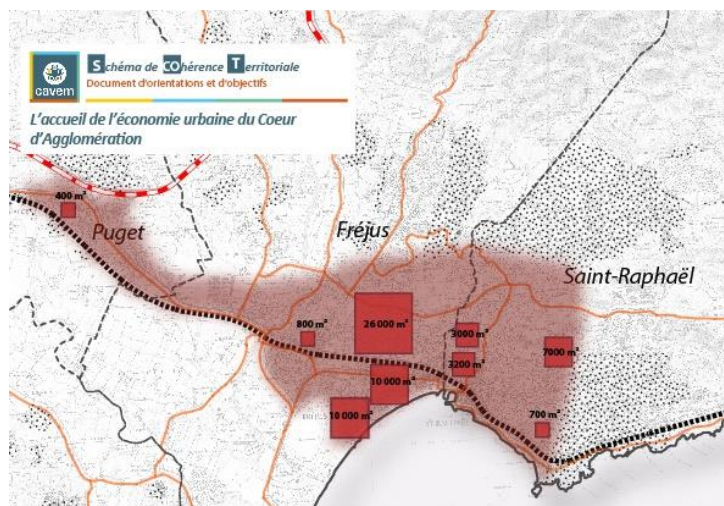 Schéma de COhérence Territoriale
Document d'orientations et d'objectifs
cavem
L'accueil de l'économie urbaine du Coeur
d'Agglomération
400 m²
Puget
Fréjus
Saint-Raphaël
800 m²
26 000 m²
3000 m²
3200 m²
7000 m²
10 000 m²
10 000 m²
700 m²